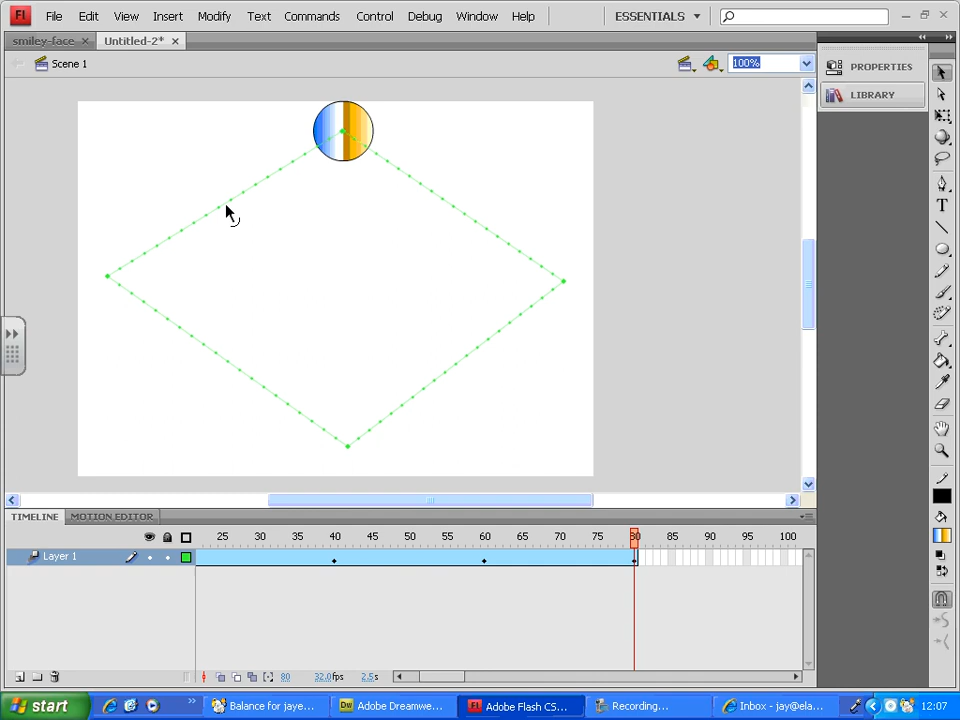 Fl File Edit View Insert Modify Text Commands Control Debug Window Help ESSENTIALS
smiley-face Untitled-2*
Scene 1 100%
PROPERTIES
LIBRARY
T
TIMELINE MOTION EDITOR
25 30 35 40 45 50 55 60 65 70 75 80 85 90 95 100
Layer 1
80 32.0fps 2.5s
start Balance for jaye... Dw Adobe Dreamwe... Fl Adobe Flash CS... Recording... Inbox - jay@ela... 12:07